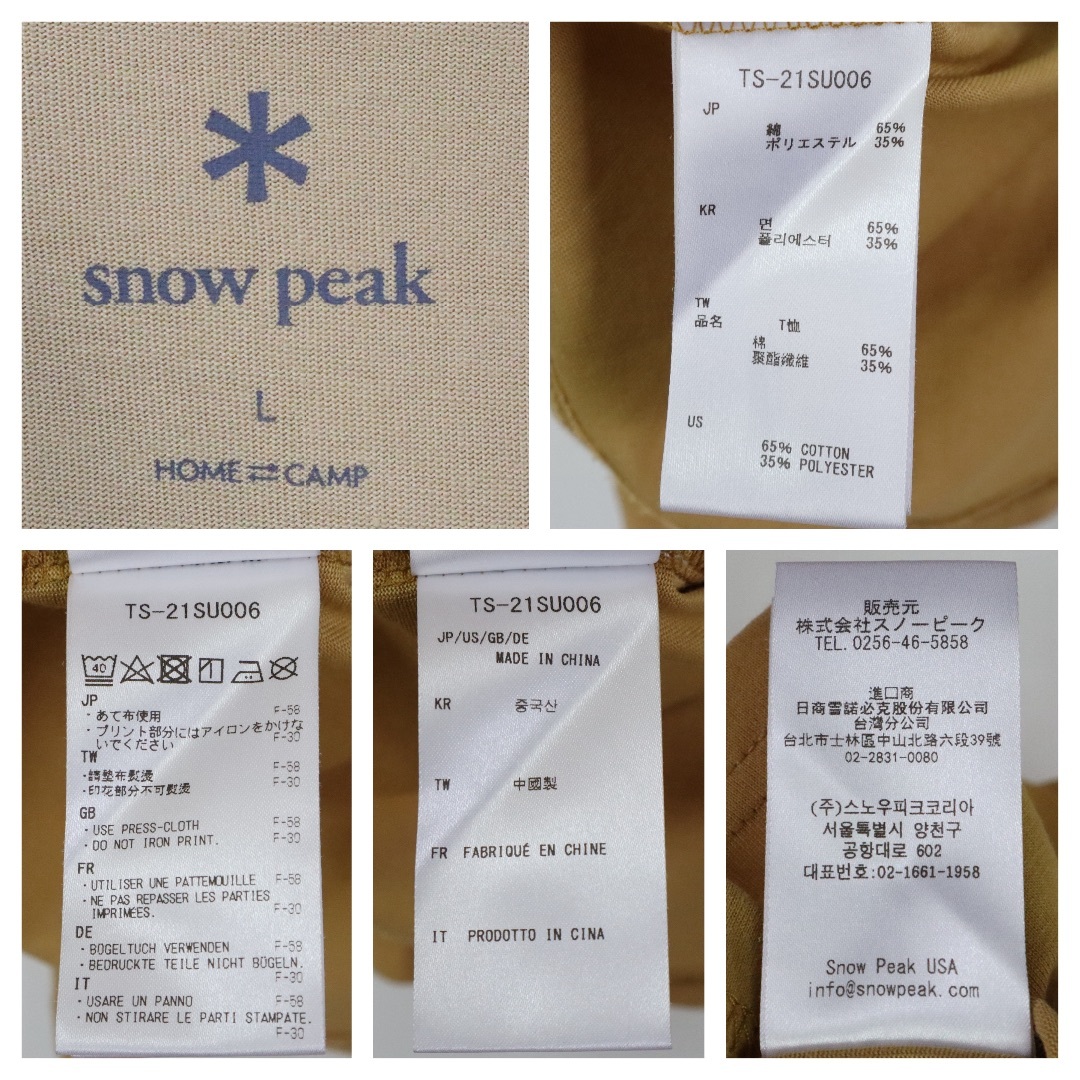 snow peak
L
HOME⇄CAMP
TS-21SU006
JP
綿 65%
ポリエステル 35%
KR
면 65%
폴리에스터 35%
TW
品名 T恤
棉 65%
聚酯纖維 35%
US
65% COTTON
35% POLYESTER
TS-21SU006
40
JP
・あて布使用 F-58
・プリント部分にはアイロンをかけな
いでください F-30
TW
・請墊布熨燙 F-58
・印花部分不可熨燙 F-30
GB
・USE PRESS-CLOTH F-58
・DO NOT IRON PRINT. F-30
FR
・UTILISER UNE PATTEMOUILLE F-58
・NE PAS REPASSER LES PARTIES
IMPRIMÉES. F-30
DE
・BÜGELTUCH VERWENDEN F-58
・BEDRUCKTE TEILE NICHT BÜGELN.
F-30
IT
・USARE UN PANNO F-58
・NON STIRARE LE PARTI STAMPATE.
F-30
TS-21SU006
JP/US/GB/DE
MADE IN CHINA
KR 중국산
TW 中國製
FR FABRIQUÉ EN CHINE
IT PRODOTTO IN CINA
販売元
株式会社スノーピーク
TEL. 0256-46-5858
進口商
日商雪諾必克股份有限公司
台灣分公司
台北市士林區中山北路六段39號
02-2831-0080
(주)스노우피크코리아
서울특별시 양천구
공항대로 602
대표번호:02-1661-1958
Snow Peak USA
info@snowpeak.com